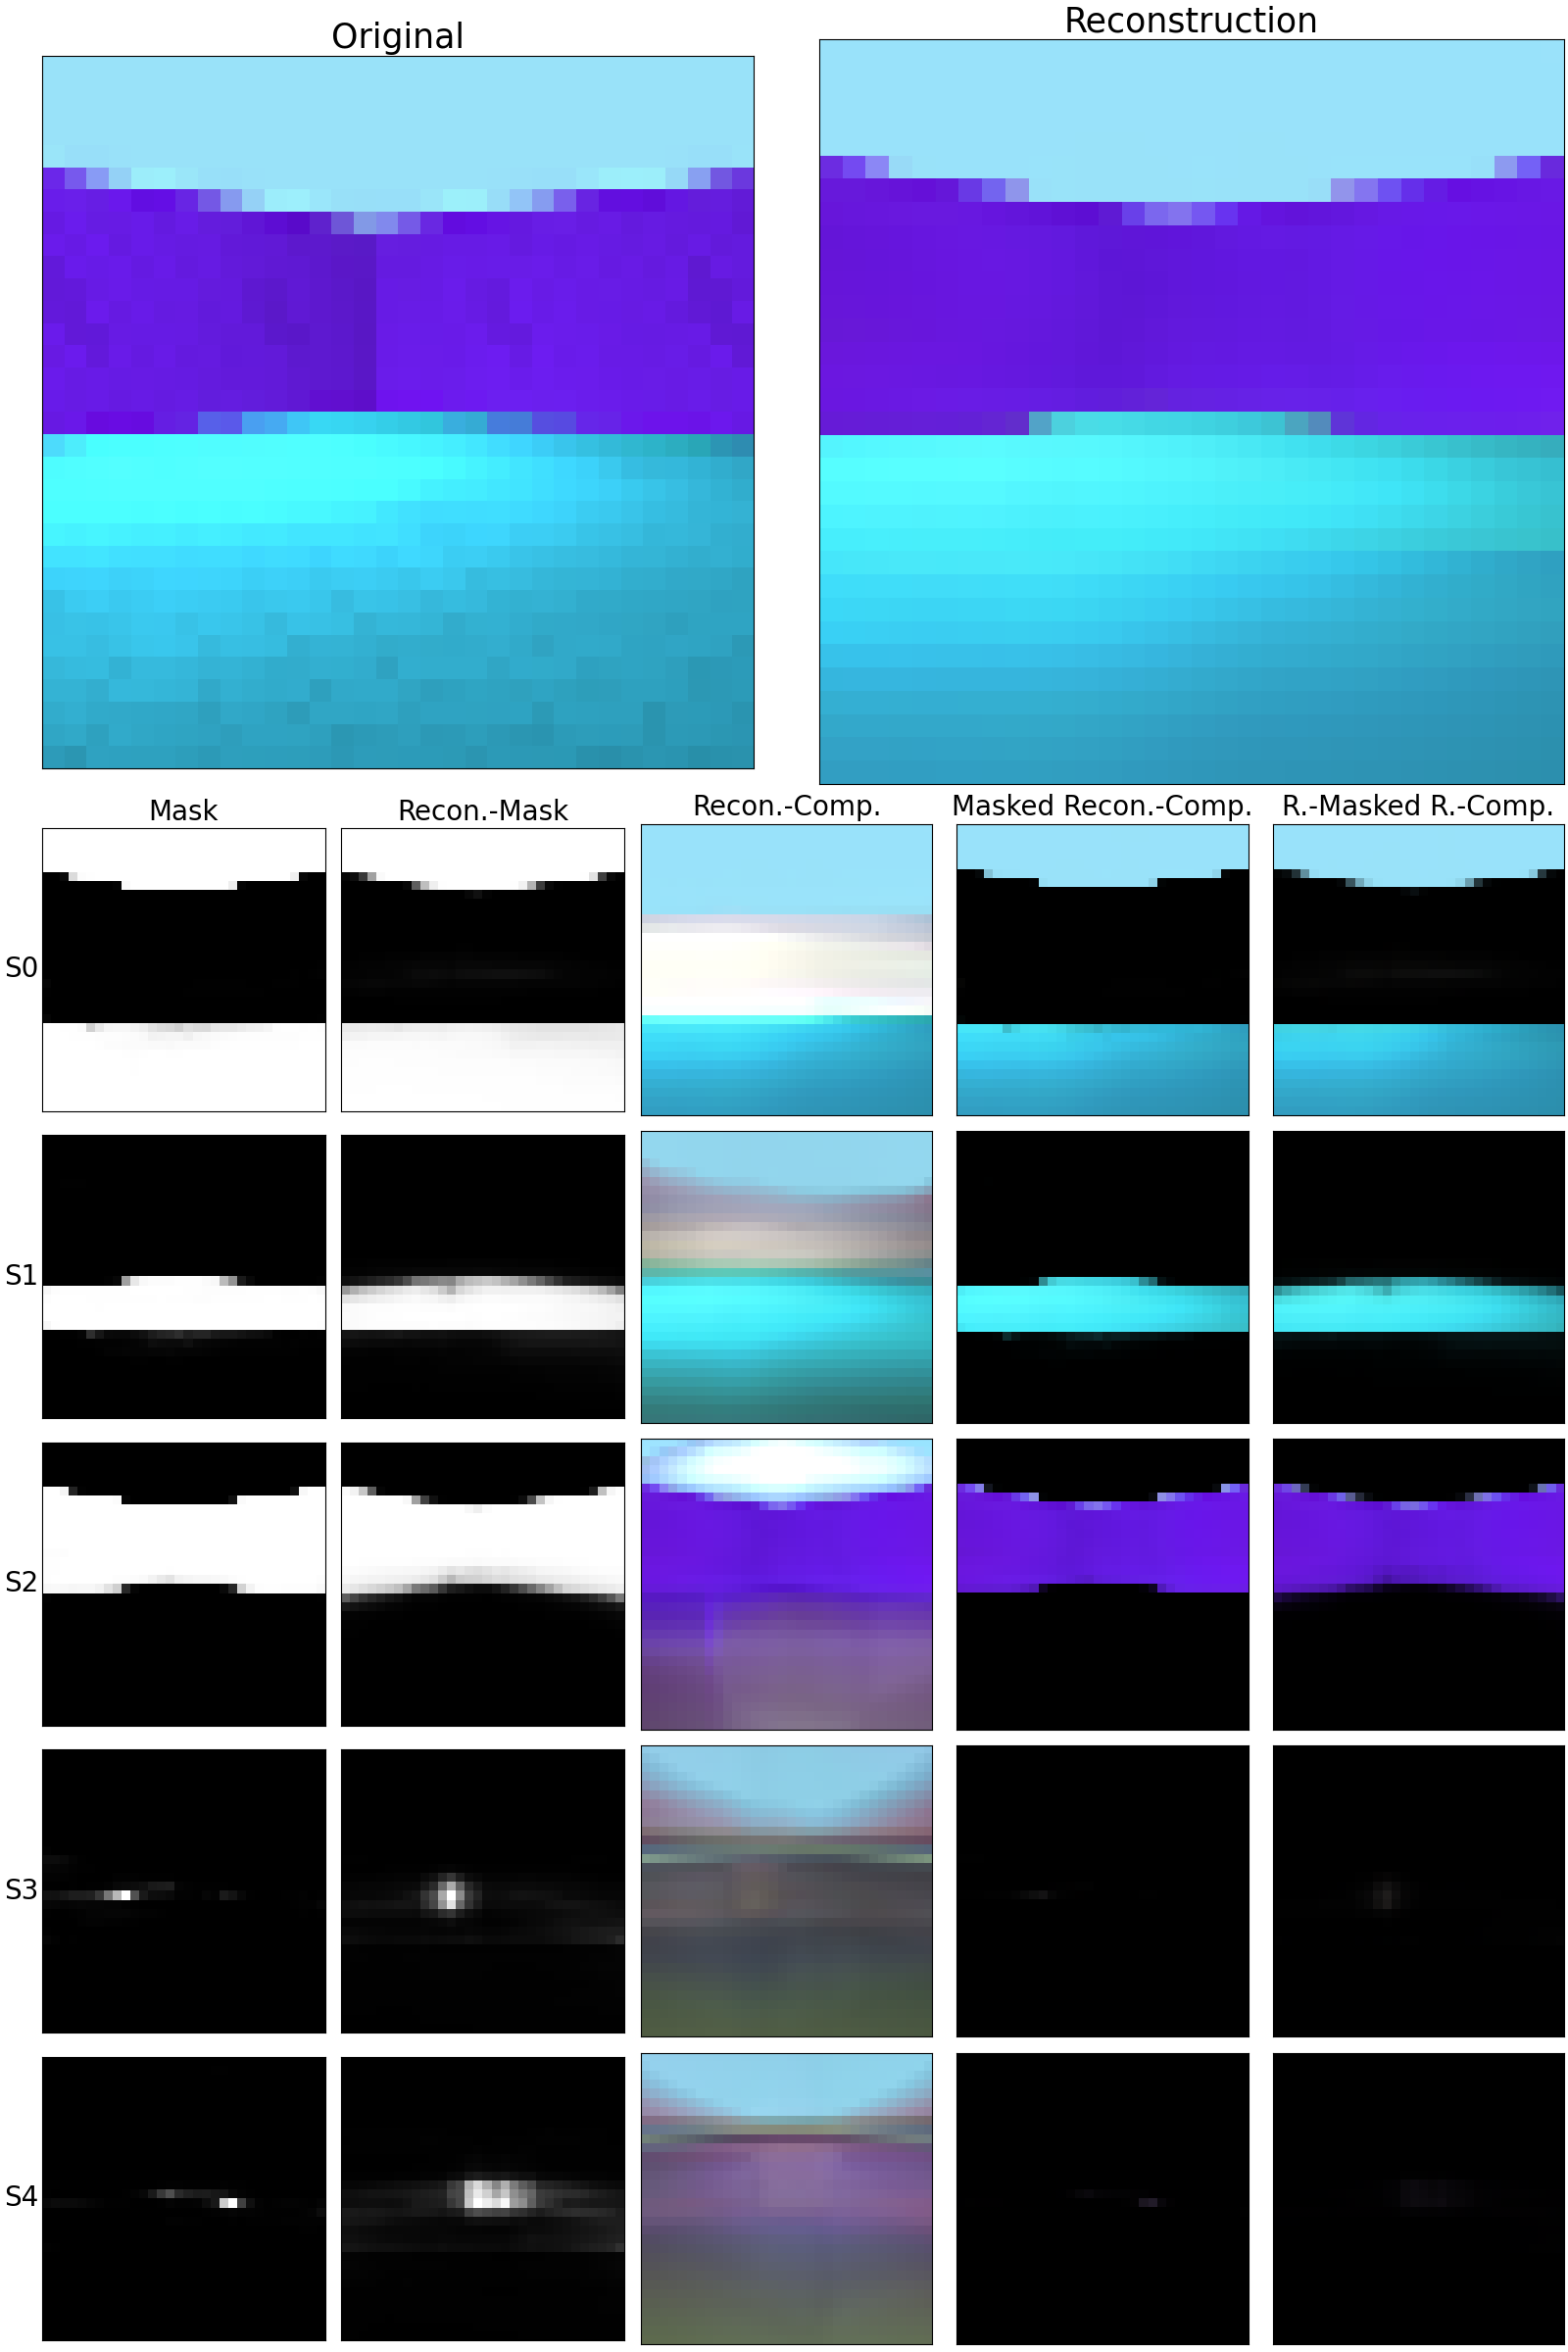 Original
Reconstruction
Mask
Recon.-Mask
Recon.-Comp.
Masked Recon.-Comp.
R.-Masked R.-Comp.
S0
S1
S2
S3
S4